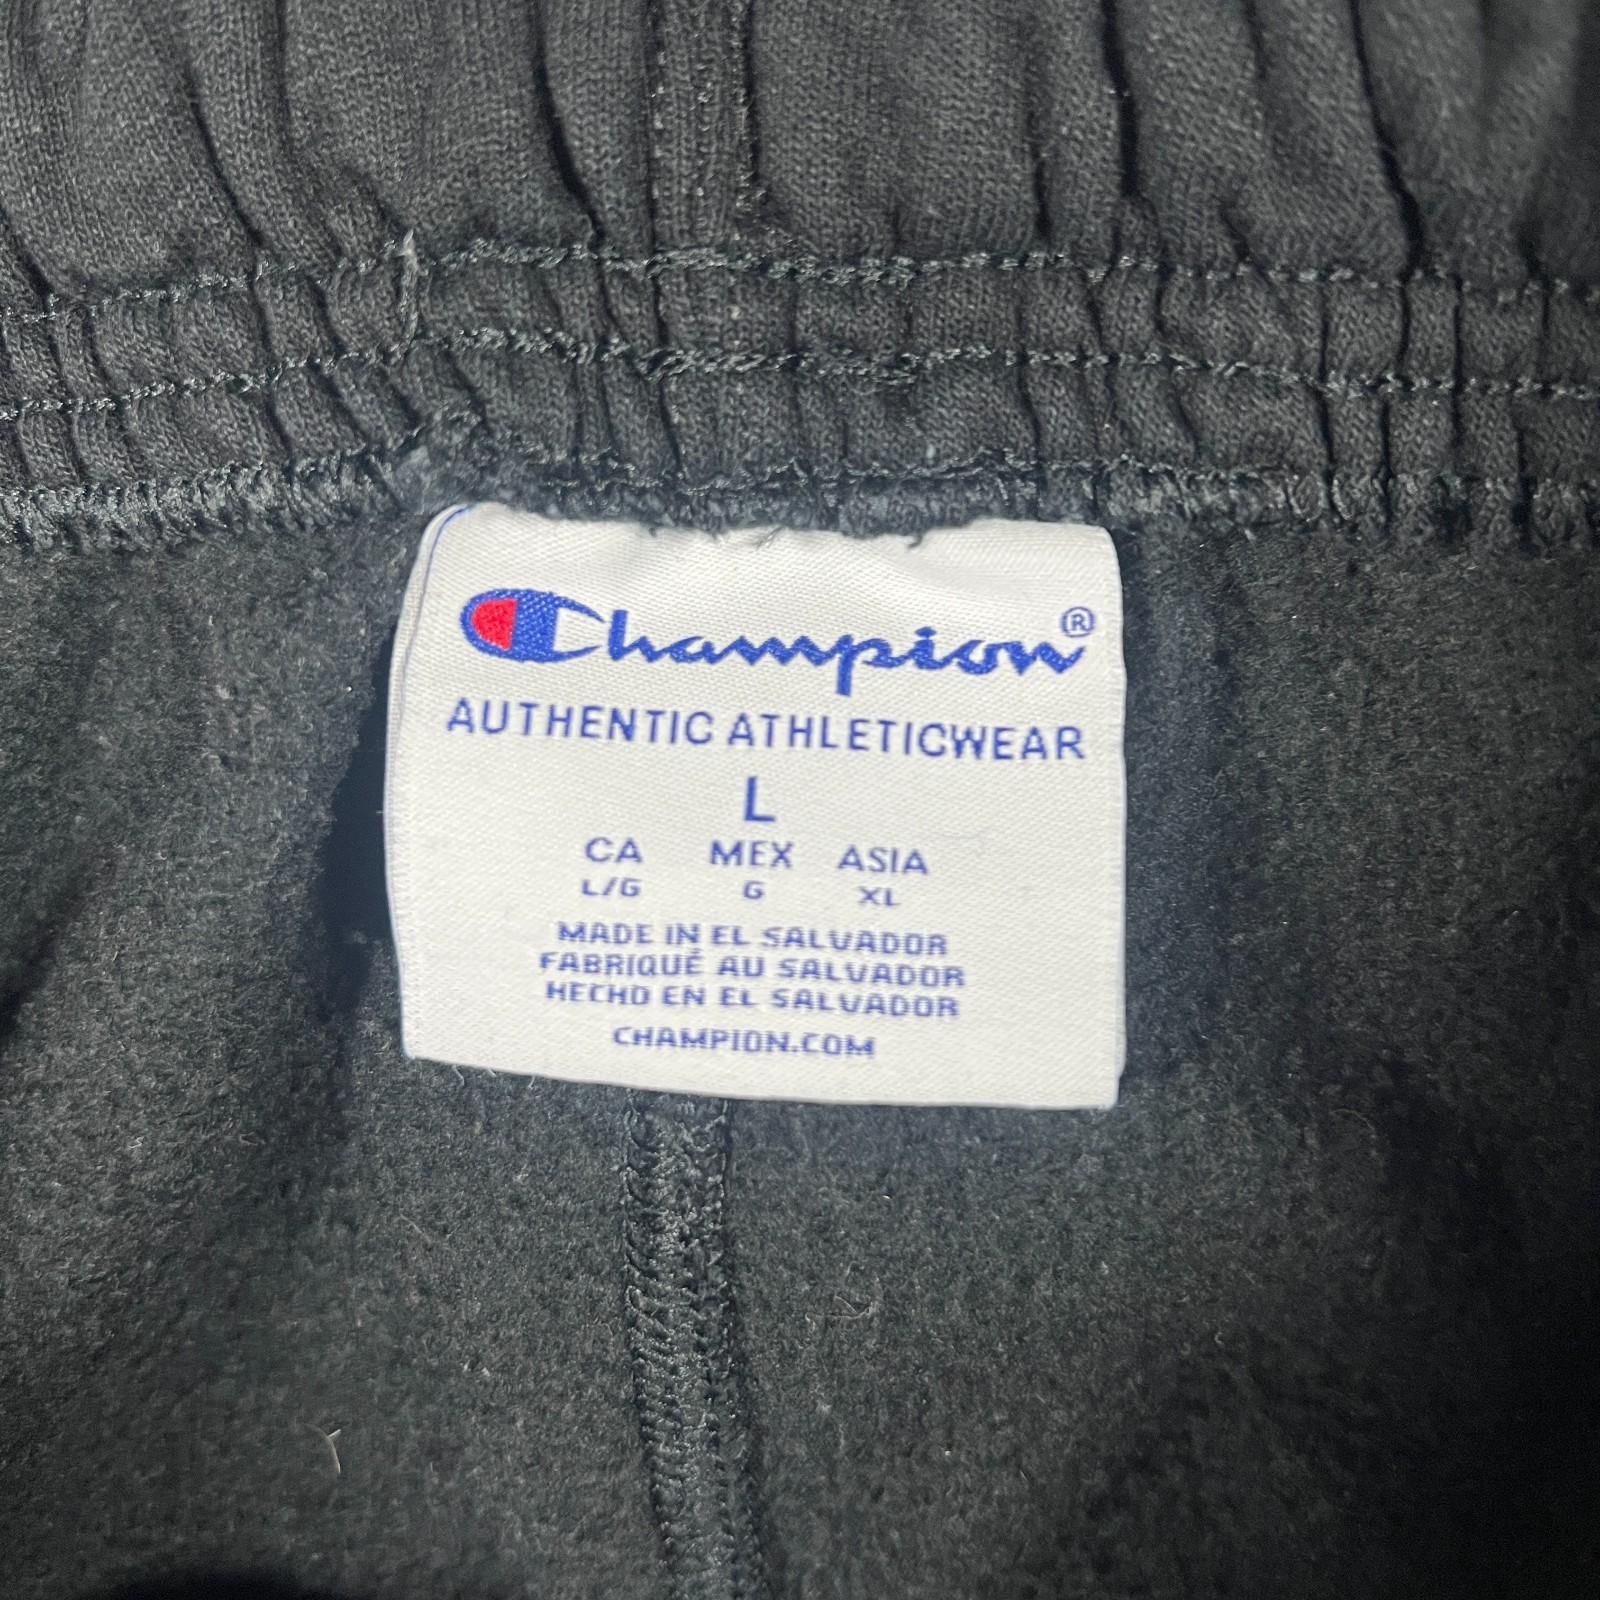 Champion®
AUTHENTIC ATHLETICWEAR
L
CA MEX ASIA
L/G G XL
MADE IN EL SALVADOR
FABRIQUÉ AU SALVADOR
HECHO EN EL SALVADOR
CHAMPION.COM